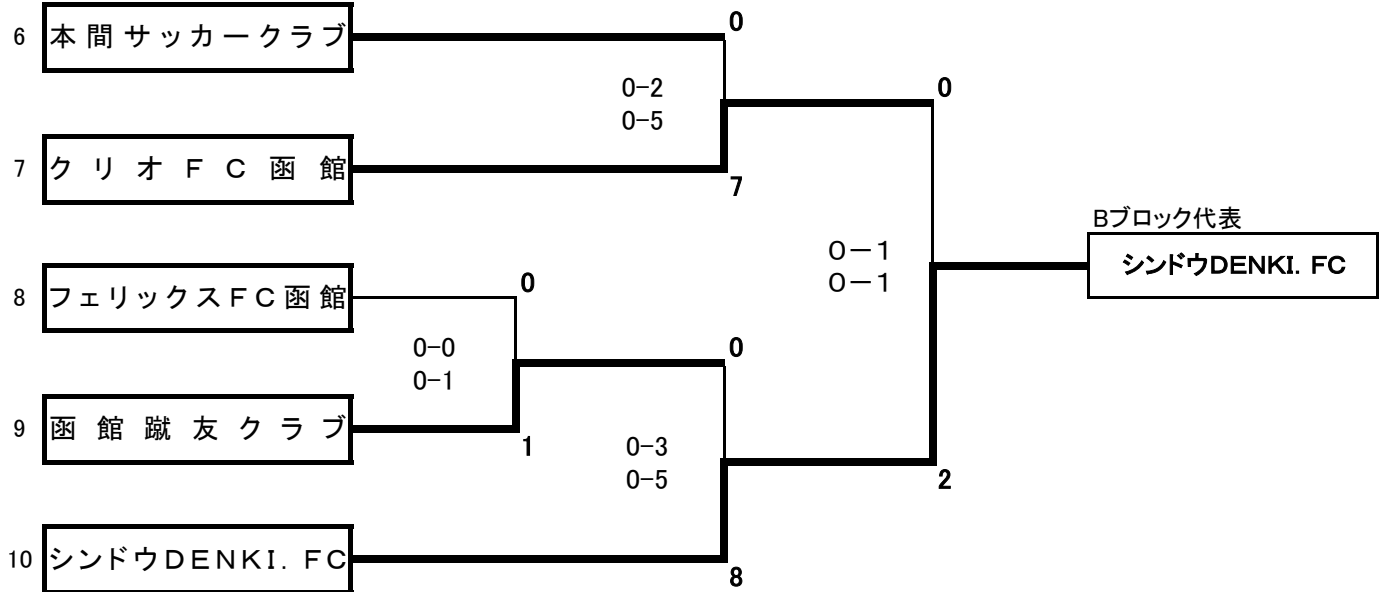 6 本間サッカークラブ
0
0-2
0-5
0
7 クリオFC函館
7
Bブロック代表
シンドウDENKI. FC
0-1
0-1
8 フェリックスFC函館
0
0-0
0-1
0
9 函館蹴友クラブ
1
0-3
0-5
2
10 シンドウDENKI. FC
8